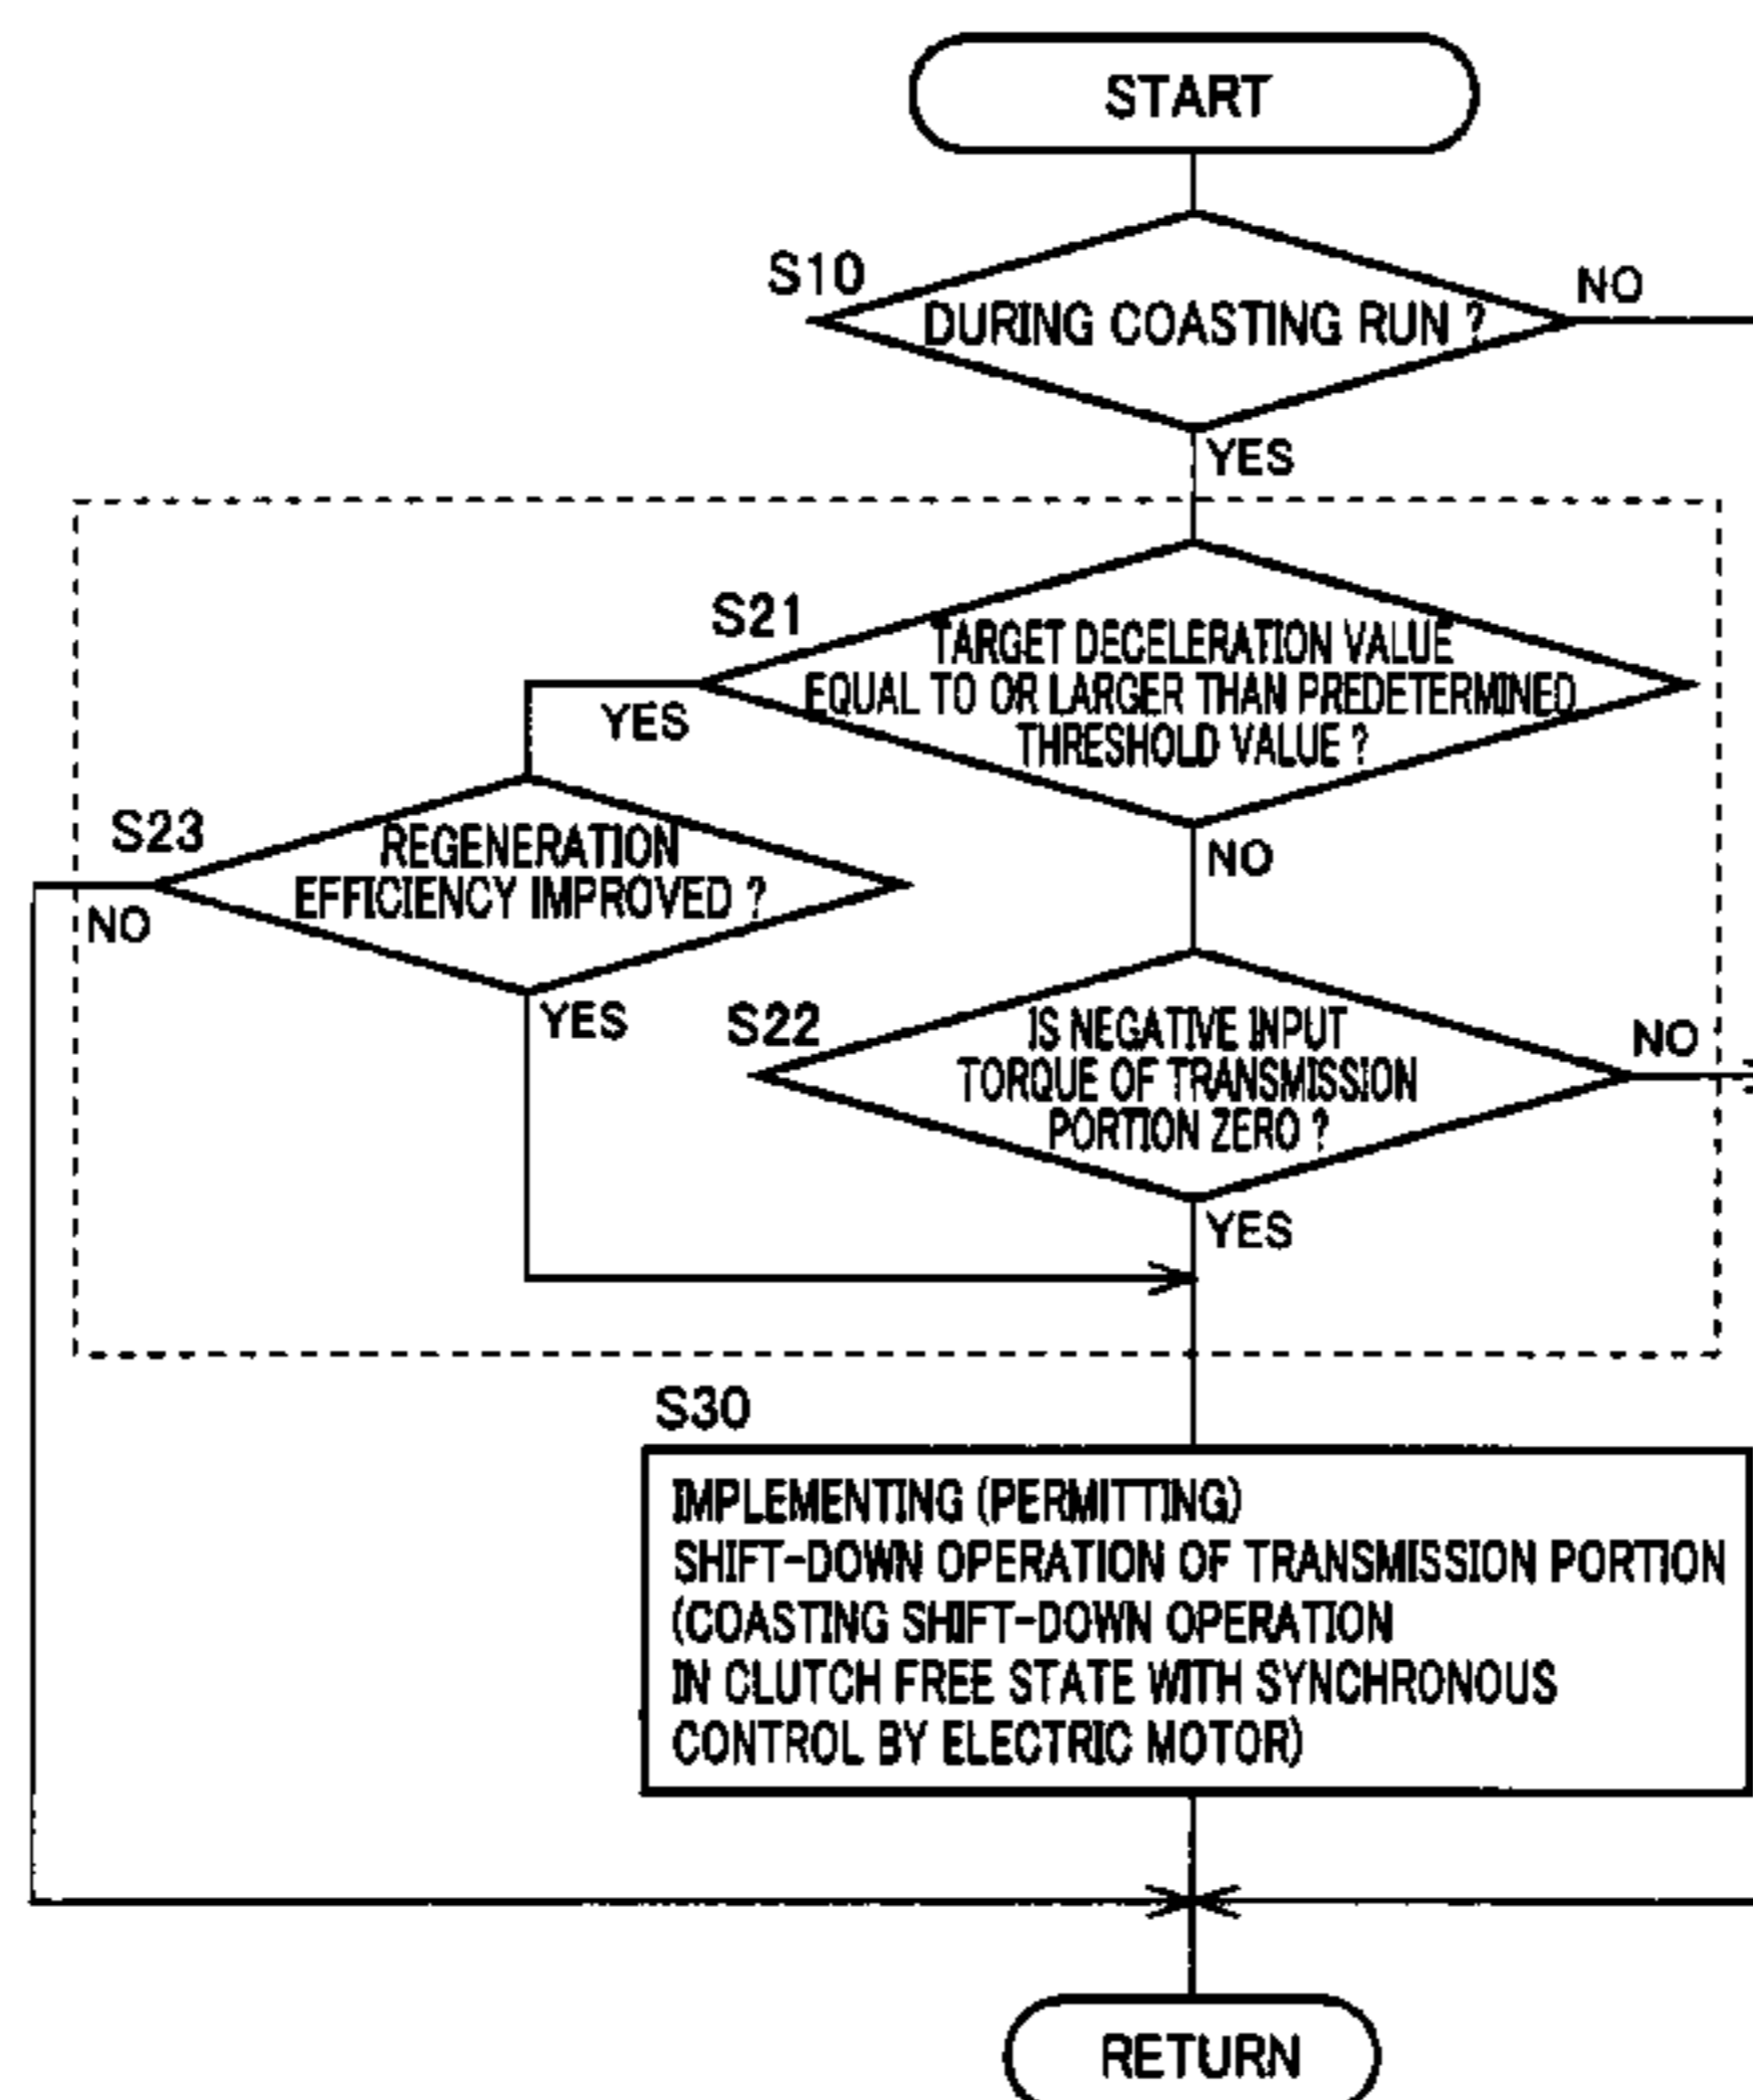 START
S10
DURING COASTING RUN ?
NO
YES
S21
TARGET DECELERATION VALUE
EQUAL TO OR LARGER THAN PREDETERMINED
THRESHOLD VALUE ?
YES
NO
S23
REGENERATION
EFFICIENCY IMPROVED ?
NO
YES
S22
IS NEGATIVE INPUT
TORQUE OF TRANSMISSION
PORTION ZERO ?
NO
YES
S30
IMPLEMENTING (PERMITTING)
SHIFT-DOWN OPERATION OF TRANSMISSION PORTION
(COASTING SHIFT-DOWN OPERATION
IN CLUTCH FREE STATE WITH SYNCHRONOUS
CONTROL BY ELECTRIC MOTOR)
RETURN